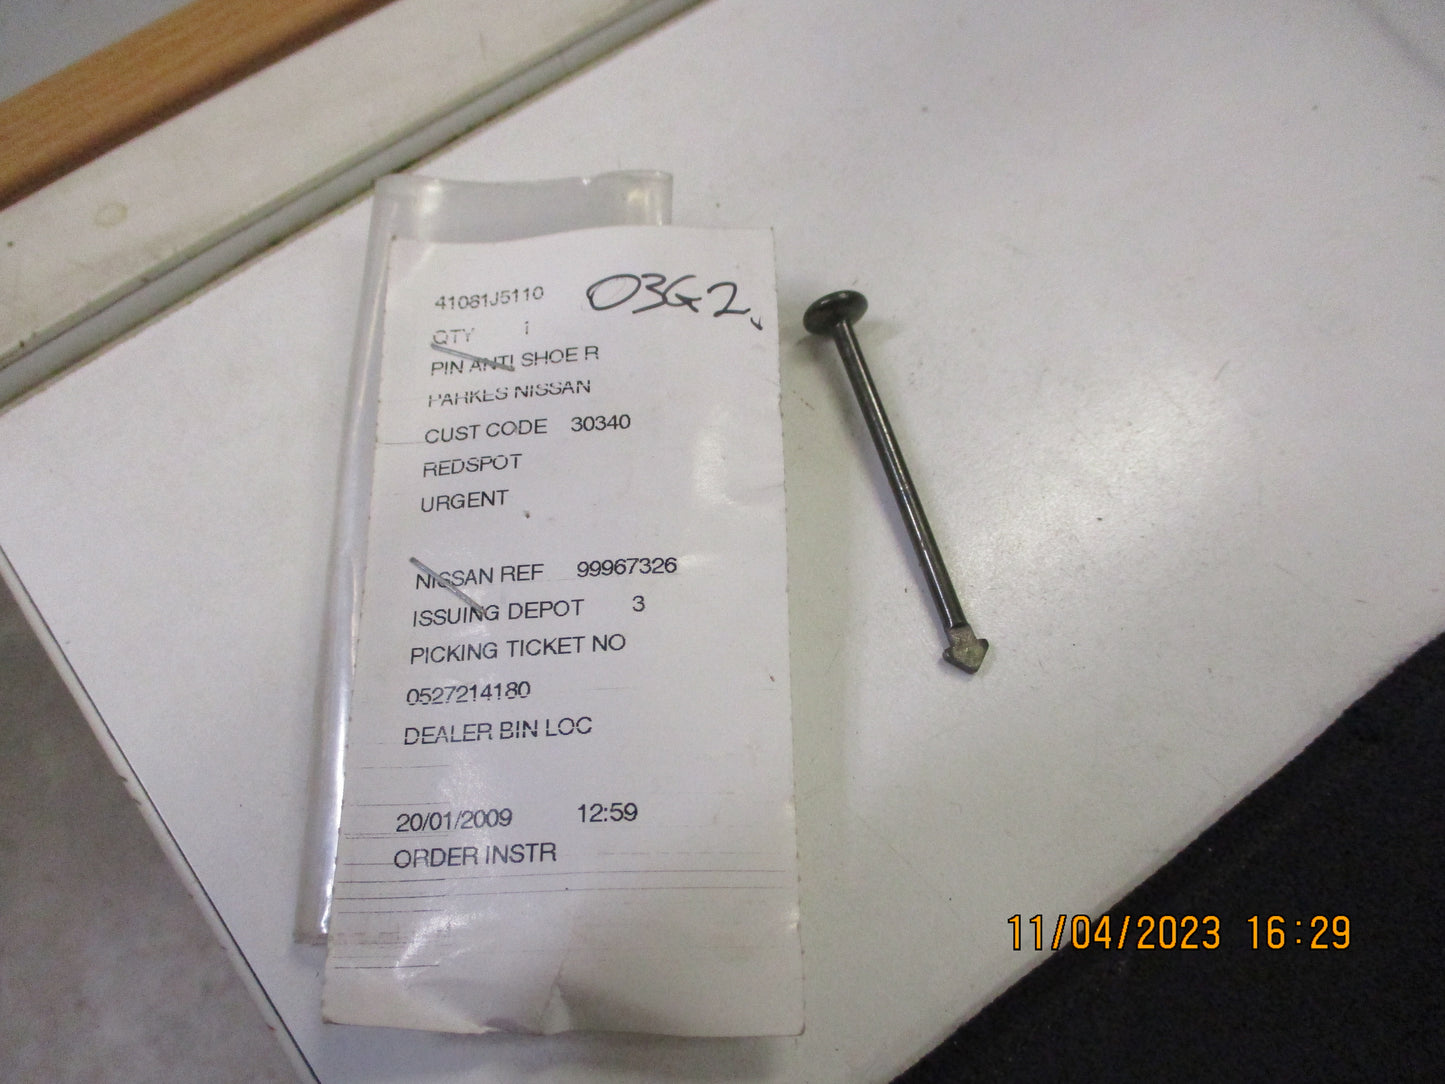 41081J5110
03G2
QTY 1
PIN ANTI SHOE R
PARKES NISSAN
CUST CODE 30340
REDSPOT
URGENT
NISSAN REF 99967326
ISSUING DEPOT 3
PICKING TICKET NO
0527214180
DEALER BIN LOC
20/01/2009 12:59
ORDER INSTR
11/04/2023 16:29